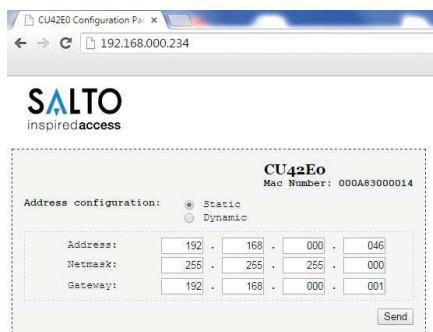 CU42E0 Configuration Pa
192.168.000.234
SALTO
inspiredaccess
CU42E0
Mac Number: 000A83000014
Address configuration: Static
Dynamic
Address: 192 . 168 . 000 . 046
Netmask: 255 . 255 . 255 . 000
Gateway: 192 . 168 . 000 . 001
Send